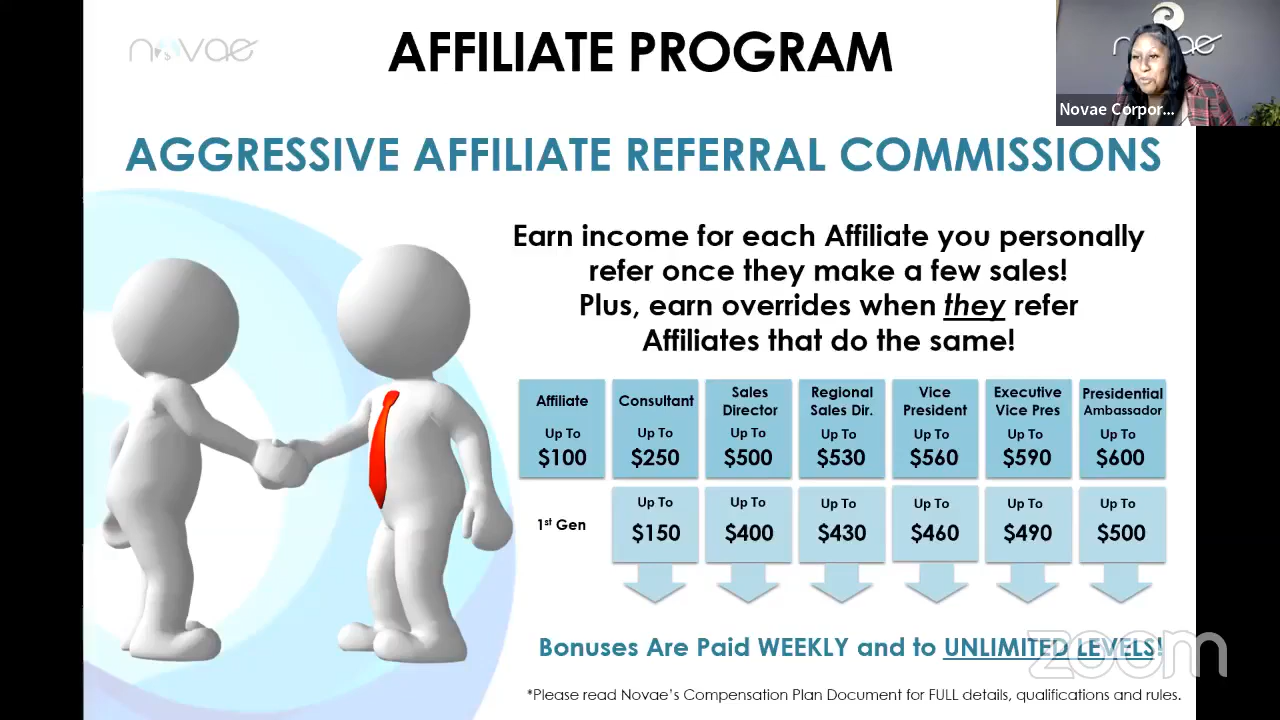 novae
AFFILIATE PROGRAM
novae
Novae Corpor...
AGGRESSIVE AFFILIATE REFERRAL COMMISSIONS
Earn income for each Affiliate you personally
refer once they make a few sales!
Plus, earn overrides when they refer
Affiliates that do the same!
Affiliate
Up To
$100
Consultant
Up To
$250
Sales
Director
Up To
$500
Regional
Sales Dir.
Up To
$530
Vice
President
Up To
$560
Executive
Vice Pres
Up To
$590
Presidential
Ambassador
Up To
$600
1st Gen
Up To
$150
Up To
$400
Up To
$430
Up To
$460
Up To
$490
Up To
$500
Bonuses Are Paid WEEKLY and to UNLIMITED LEVELS!
zoom
*Please read Novae's Compensation Plan Document for FULL details, qualifications and rules.